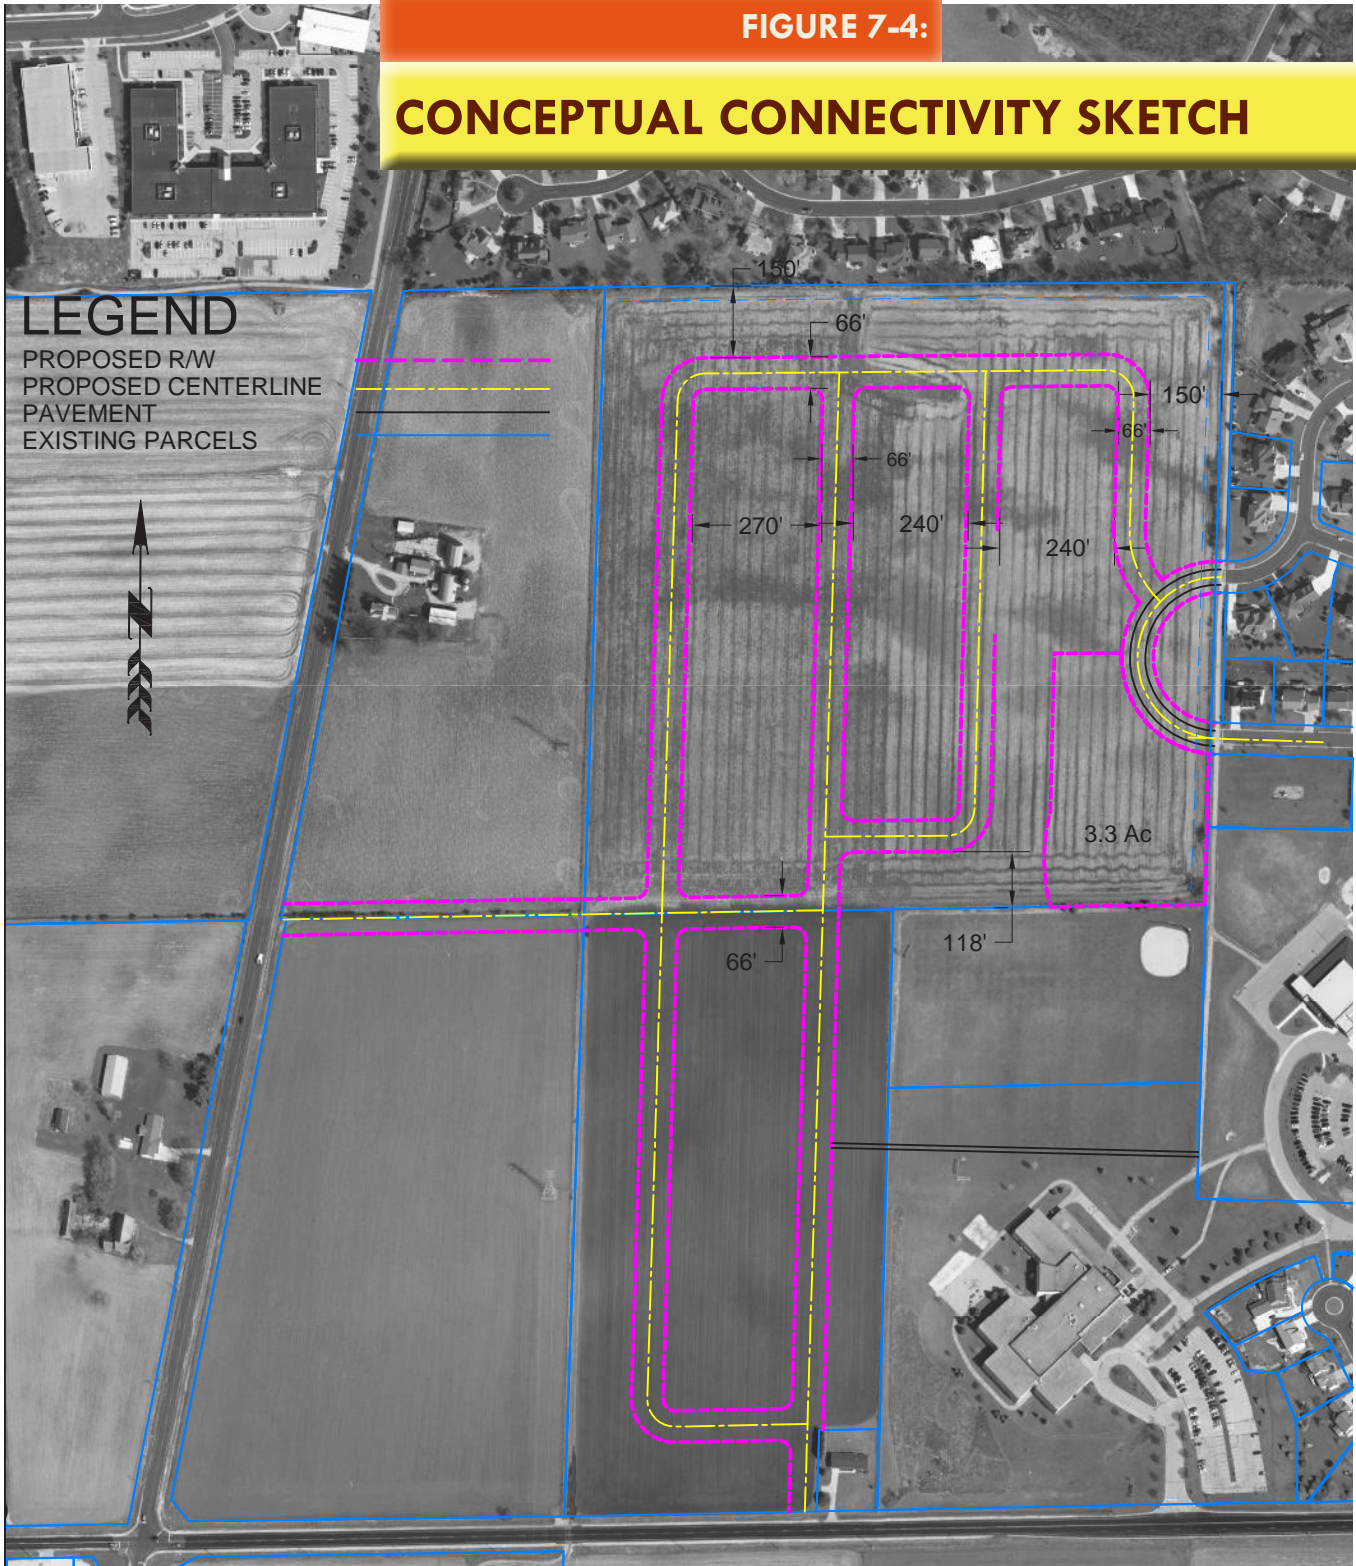 FIGURE 7-4:
CONCEPTUAL CONNECTIVITY SKETCH
LEGEND
PROPOSED R/W
PROPOSED CENTERLINE
PAVEMENT
EXISTING PARCELS
N
150'
66'
150'
66'
66'
270'
240'
240'
3.3 Ac
118'
66'